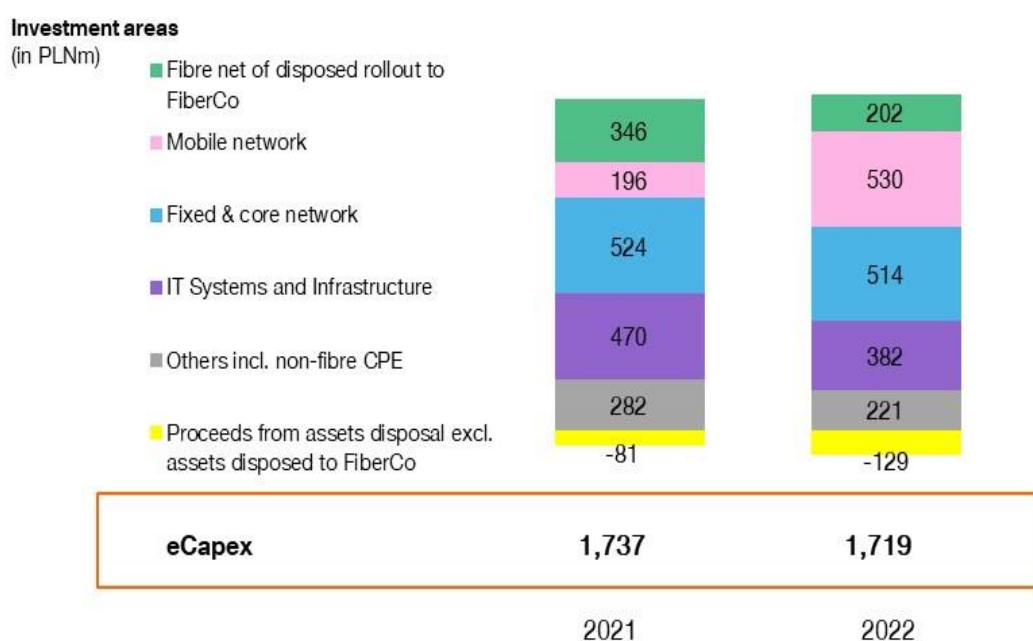 Investment areas
(in PLNm)
Fibre net of disposed rollout to
FiberCo
Mobile network
Fixed & core network
IT Systems and Infrastructure
Others incl. non-fibre CPE
Proceeds from assets disposal excl.
assets disposed to FiberCo
346
196
524
470
282
-81
202
530
514
382
221
-129
eCapex 1,737 1,719
2021 2022